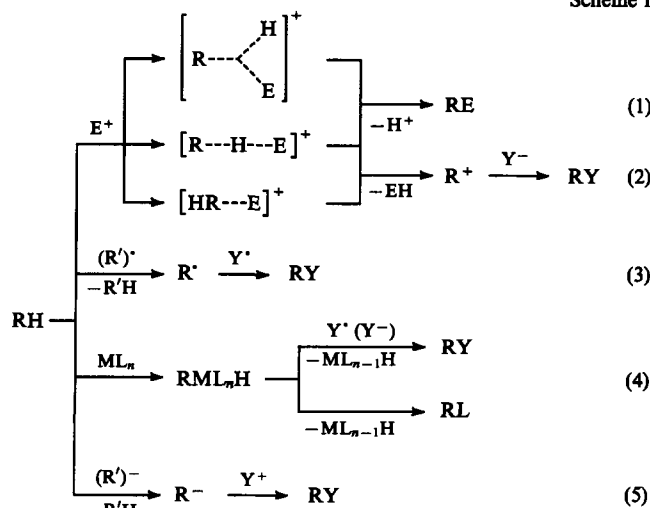 Scheme 1
[R---<H E]⁺
E⁺
[R---H---E]⁺
[HR---E]⁺
−H⁺ RE (1)
−EH R⁺ Y⁻ RY (2)
(R′)• −R′H R• Y• RY (3)
RH
MLₙ RMLₙH
Y• (Y⁻) −MLₙ₋₁H RY
(4)
−MLₙ₋₁H RL
(R′)⁻ R⁻ Y⁺ RY (5)
−R′H